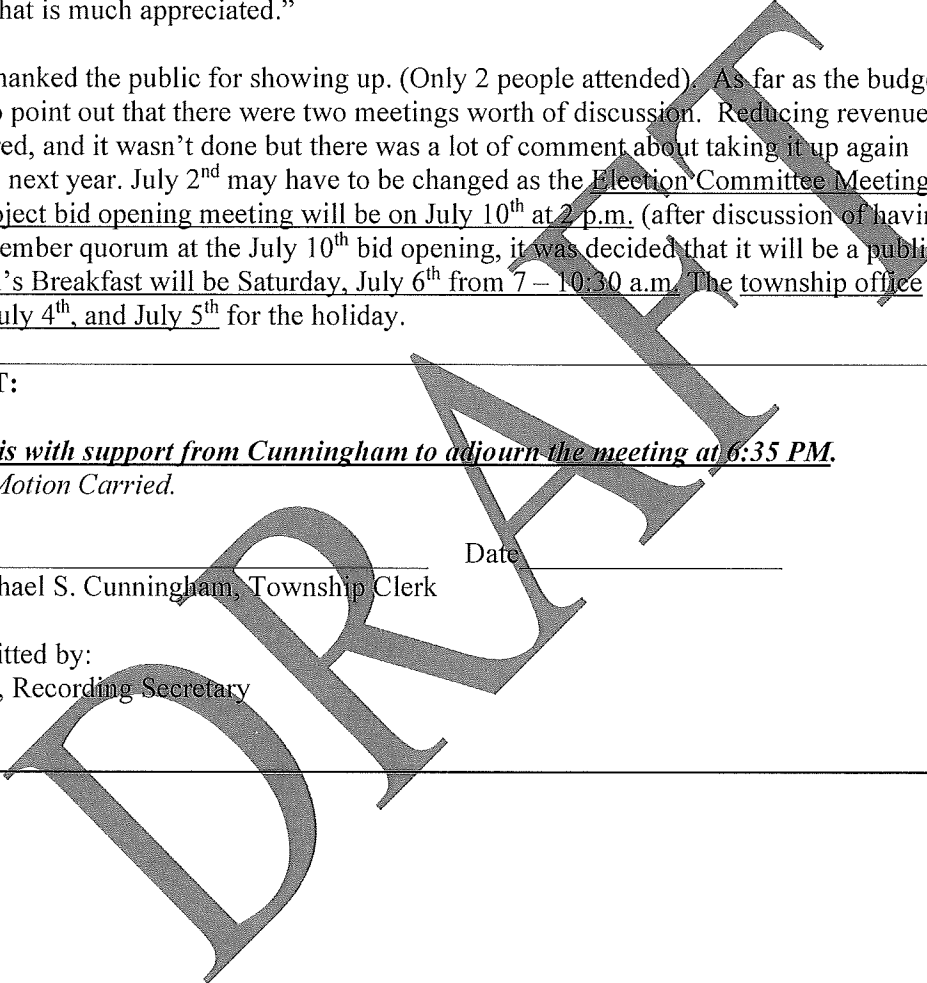 hat is much appreciated.”
hanked the public for showing up. (Only 2 people attended). As far as the budge
o point out that there were two meetings worth of discussion. Reducing revenue
red, and it wasn’t done but there was a lot of comment about taking it up again
next year. July 2nd may have to be changed as the Election Committee Meeting
oject bid opening meeting will be on July 10th at 2 p.m. (after discussion of havin
ember quorum at the July 10th bid opening, it was decided that it will be a publi
l’s Breakfast will be Saturday, July 6th from 7 – 10:30 a.m. The township office
uly 4th, and July 5th for the holiday.
T:
is with support from Cunningham to adjourn the meeting at 6:35 PM.
Motion Carried.
Date
hael S. Cunningham, Township Clerk
itted by:
, Recording Secretary
DRAFT